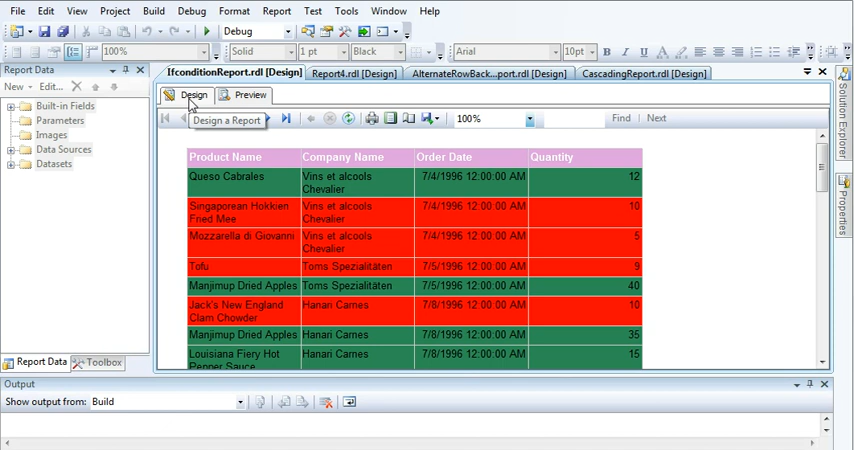 File Edit View Project Build Debug Format Report Test Tools Window Help
Debug
100% Solid 1 pt Black Arial 10pt B I U A
Report Data
IfconditionReport.rdl [Design] Report4.rdl [Design] AlternateRowBack...port.rdl [Design] CascadingReport.rdl [Design]
New Edit...
Design Preview
Built-in Fields
Parameters
Images
Data Sources
Datasets
Design a Report
100% Find Next
Product Name Company Name Order Date Quantity
Queso Cabrales Vins et alcools Chevalier 7/4/1996 12:00:00 AM 12
Singaporean Hokkien Fried Mee Vins et alcools Chevalier 7/4/1996 12:00:00 AM 10
Mozzarella di Giovanni Vins et alcools Chevalier 7/4/1996 12:00:00 AM 5
Tofu Toms Spezialitäten 7/5/1996 12:00:00 AM 9
Manjimup Dried Apples Toms Spezialitäten 7/5/1996 12:00:00 AM 40
Jack's New England Clam Chowder Hanari Carnes 7/8/1996 12:00:00 AM 10
Manjimup Dried Apples Hanari Carnes 7/8/1996 12:00:00 AM 35
Louisiana Fiery Hot Pepper Sauce Hanari Carnes 7/8/1996 12:00:00 AM 15
Solution Explorer
Properties
Report Data Toolbox
Output
Show output from: Build